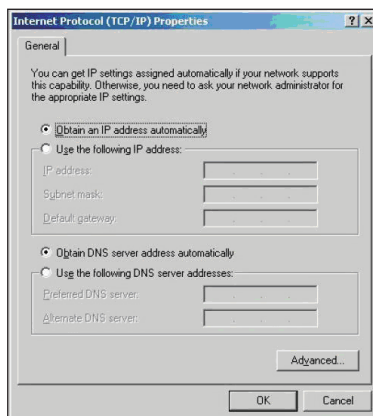 Internet Protocol (TCP/IP) Properties
General
You can get IP settings assigned automatically if your network supports
this capability. Otherwise, you need to ask your network administrator for
the appropriate IP settings.
Obtain an IP address automatically
Use the following IP address:
IP address:
Subnet mask:
Default gateway:
Obtain DNS server address automatically
Use the following DNS server addresses:
Preferred DNS server:
Alternate DNS server:
Advanced...
OK
Cancel